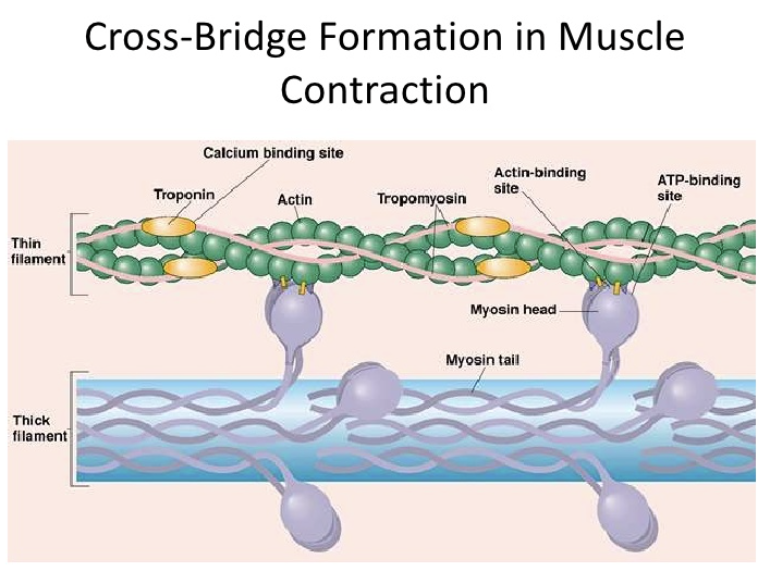 Cross-Bridge Formation in Muscle
Contraction
Calcium binding site
Troponin
Actin
Tropomyosin
Actin-binding
site
ATP-binding
site
Thin
filament
Myosin head
Myosin tail
Thick
filament